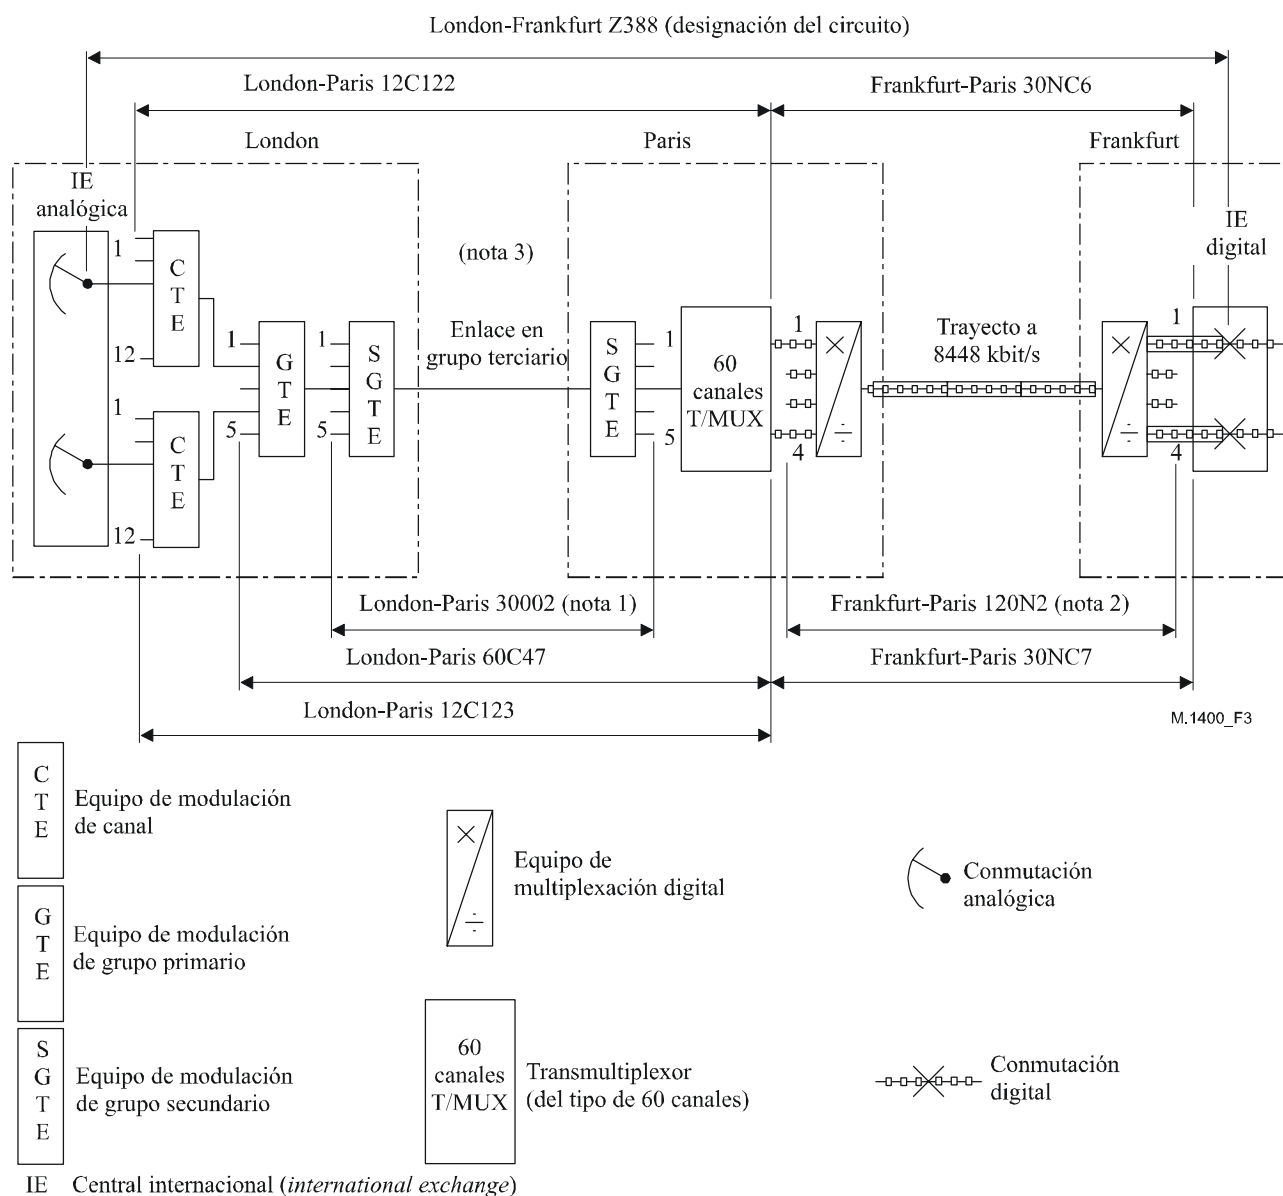 London-Frankfurt Z388 (designación del circuito)
London-Paris 12C122
Frankfurt-Paris 30NC6
London
Paris
Frankfurt
IE
analógica
IE
digital
(nota 3)
1
12
C
T
E
1
12
C
T
E
1
5
G
T
E
1
5
S
G
T
E
Enlace en
grupo terciario
S
G
T
E
1
5
60
canales
T/MUX
1
4
Trayecto a
8448 kbit/s
1
4
London-Paris 30002 (nota 1)
Frankfurt-Paris 120N2 (nota 2)
London-Paris 60C47
Frankfurt-Paris 30NC7
London-Paris 12C123
M.1400_F3
C
T
E
Equipo de modulación
de canal
G
T
E
Equipo de modulación
de grupo primario
S
G
T
E
Equipo de modulación
de grupo secundario
Equipo de
multiplexación digital
60
canales
T/MUX
Transmultiplexor
(del tipo de 60 canales)
Conmutación
analógica
Conmutación
digital
IE Central internacional (international exchange)